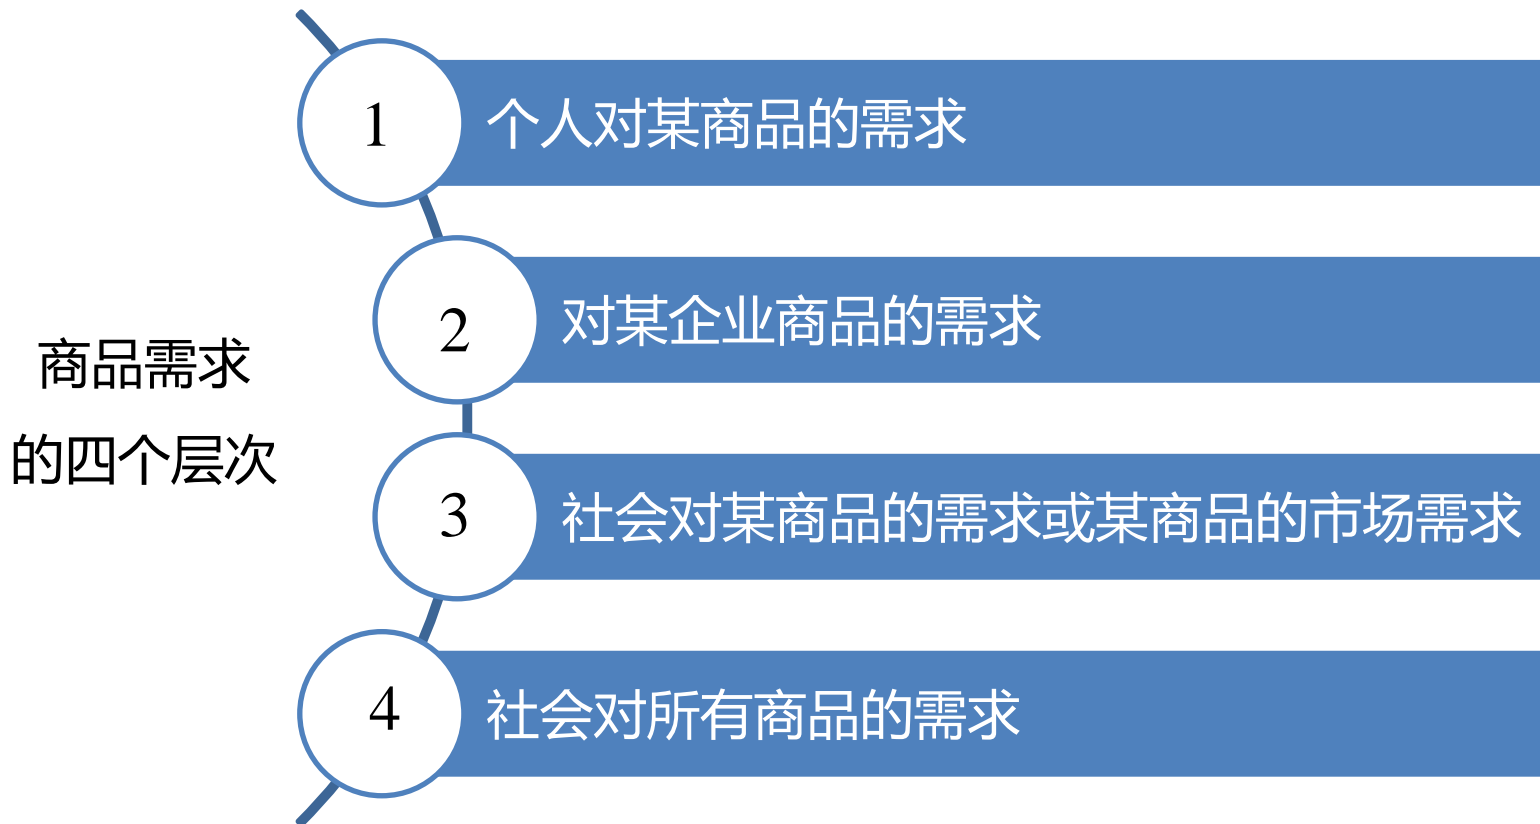 商品需求
的四个层次
1
个人对某商品的需求
2
对某企业商品的需求
3
社会对某商品的需求或某商品的市场需求
4
社会对所有商品的需求